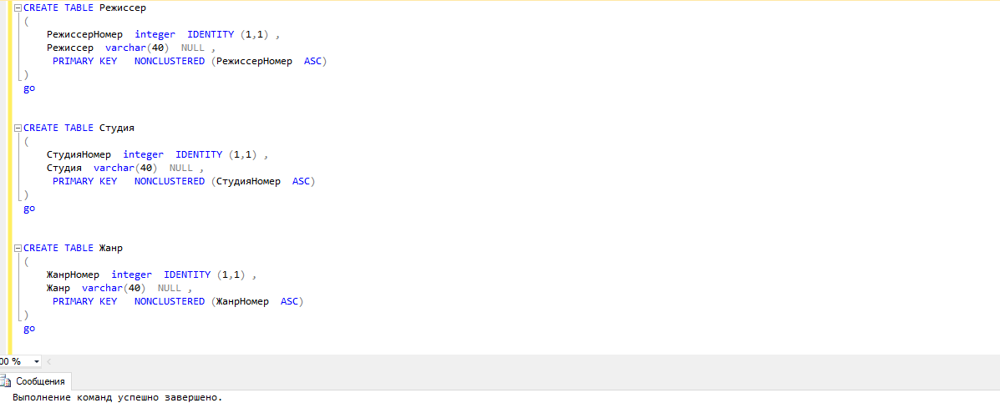 CREATE TABLE Режиссер
(
РежиссерНомер integer IDENTITY (1,1) ,
Режиссер varchar(40) NULL ,
PRIMARY KEY NONCLUSTERED (РежиссерНомер ASC)
)
go
CREATE TABLE Студия
(
СтудияНомер integer IDENTITY (1,1) ,
Студия varchar(40) NULL ,
PRIMARY KEY NONCLUSTERED (СтудияНомер ASC)
)
go
CREATE TABLE Жанр
(
ЖанрНомер integer IDENTITY (1,1) ,
Жанр varchar(40) NULL ,
PRIMARY KEY NONCLUSTERED (ЖанрНомер ASC)
)
go
00 %
Сообщения
Выполнение команд успешно завершено.